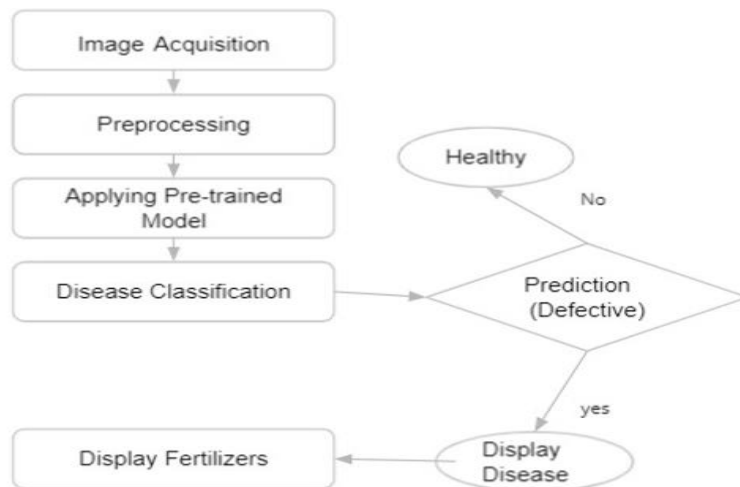 Image Acquisition
Preprocessing
Applying Pre-trained
Model
Disease Classification
Prediction
(Defective)
No
Healthy
yes
Display
Disease
Display Fertilizers